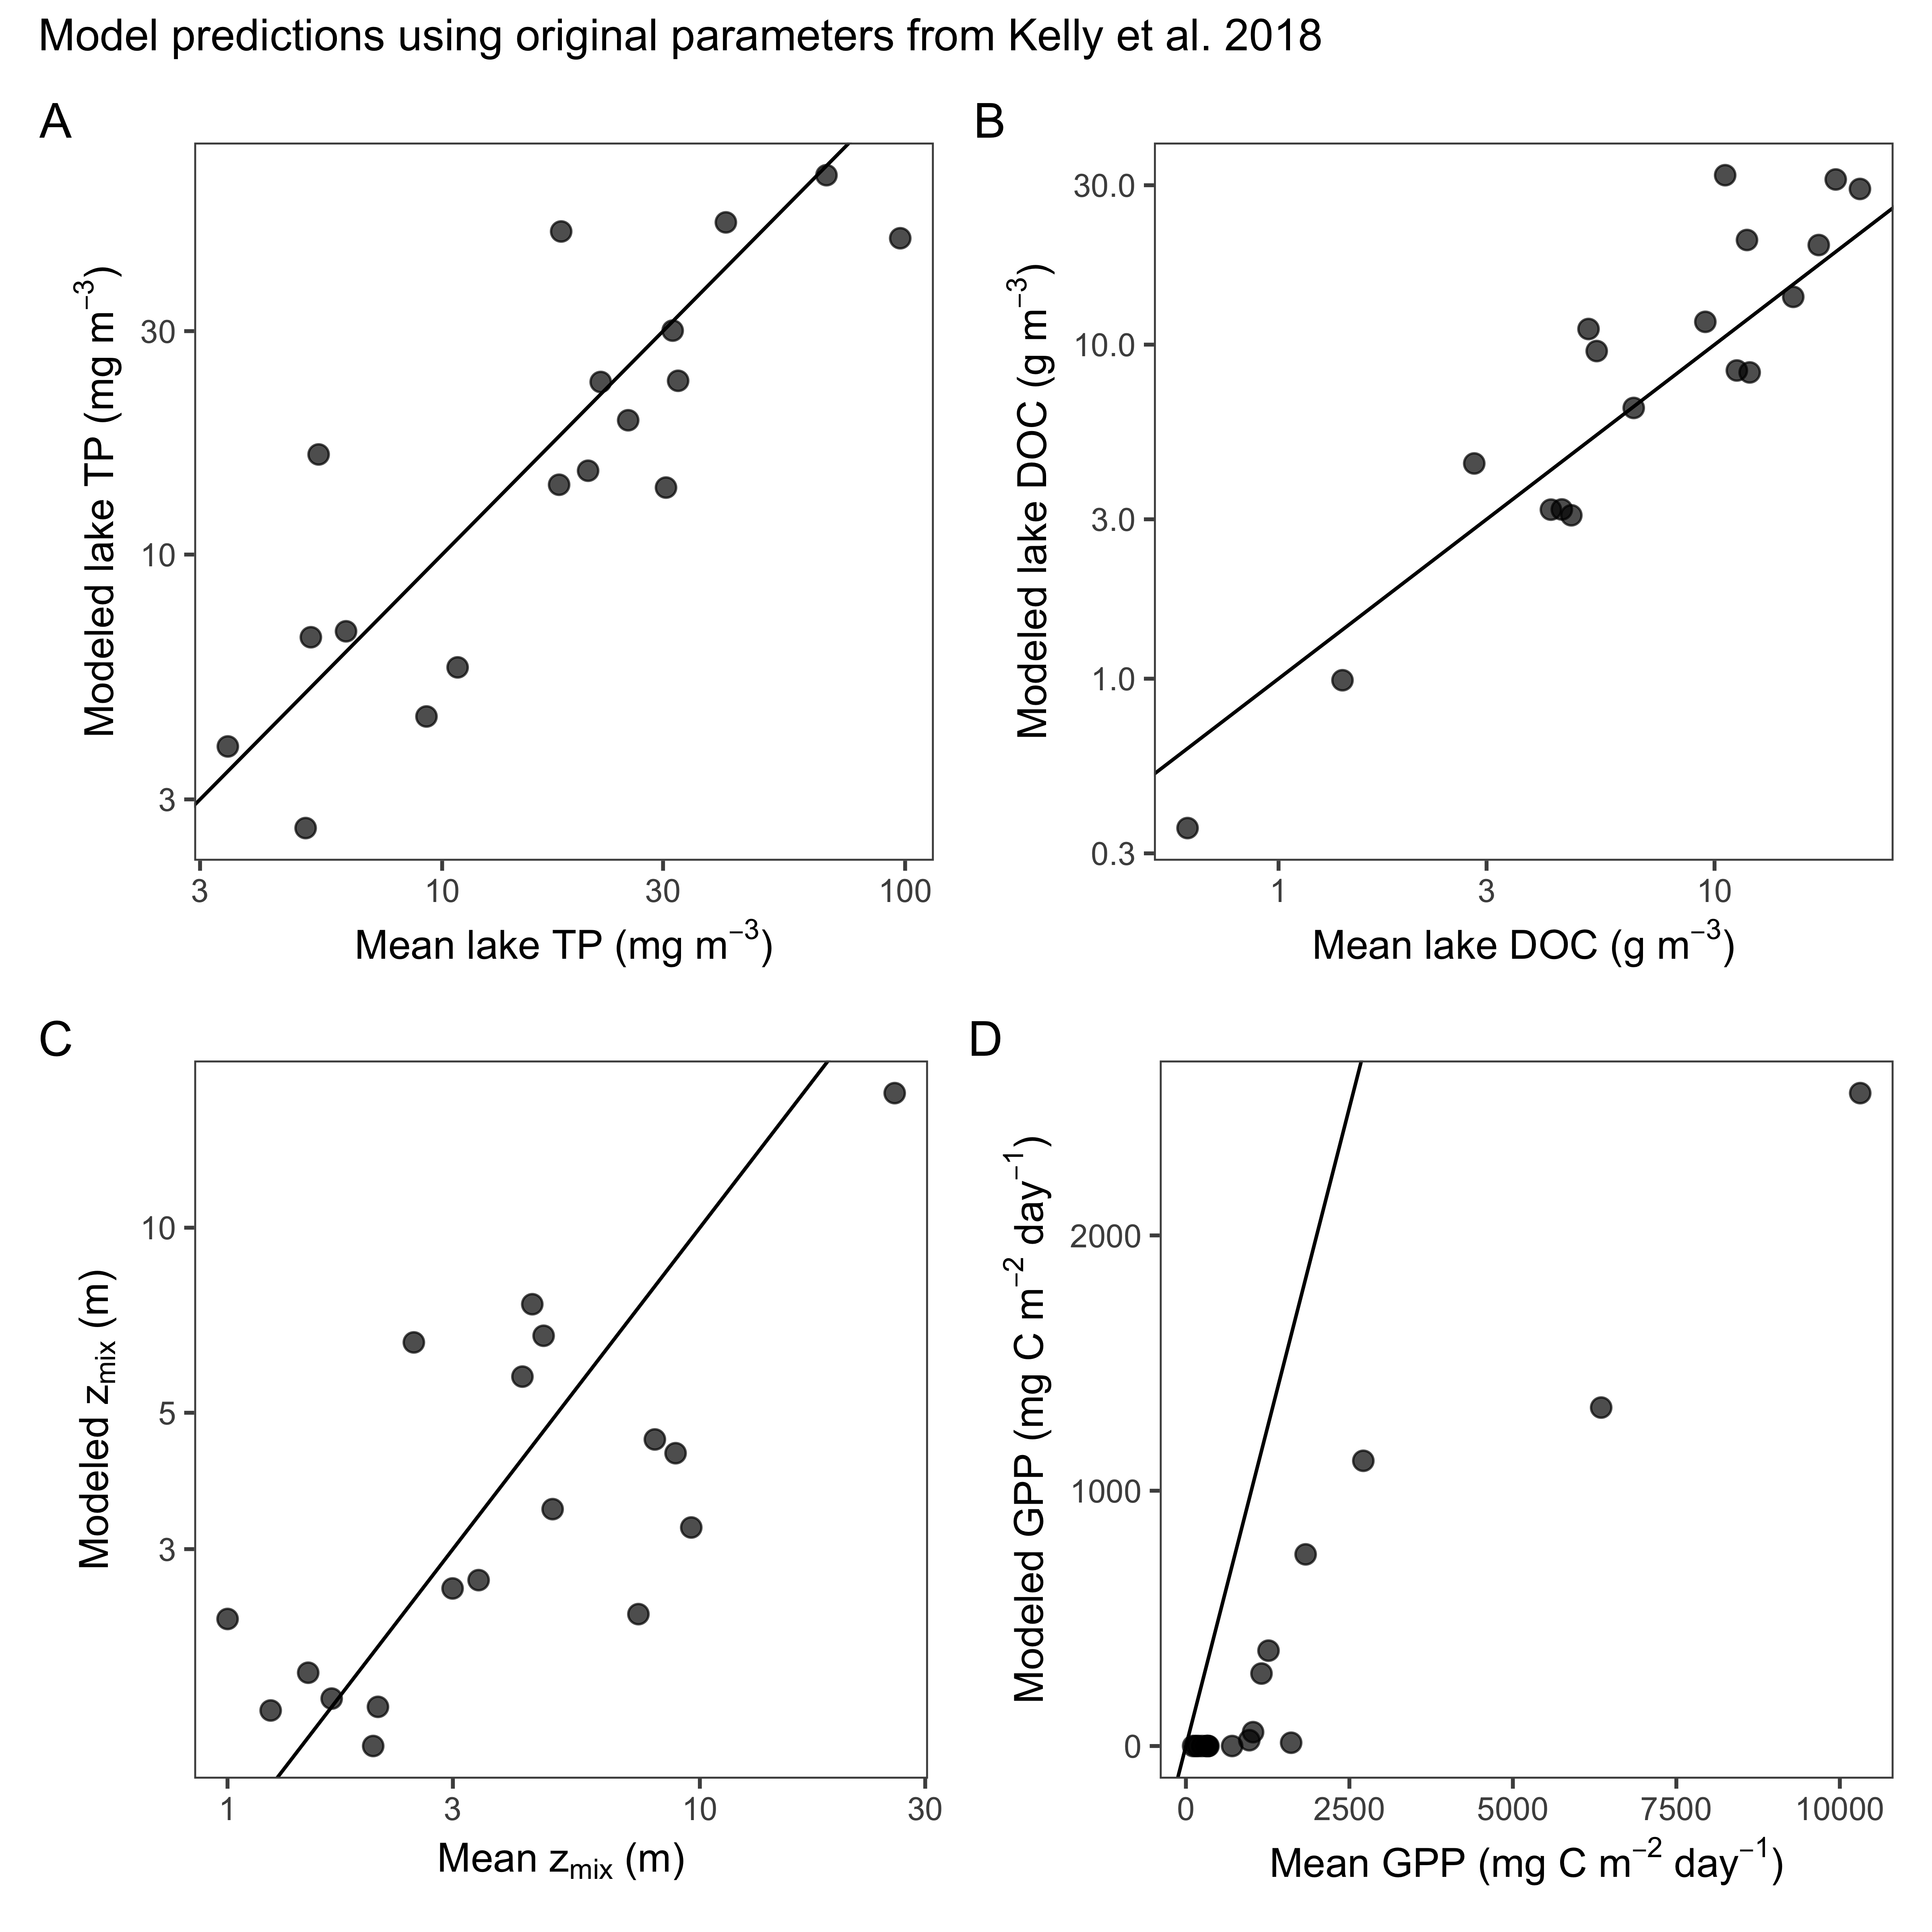 Model predictions using original parameters from Kelly et al. 2018
A
Modeled lake TP (mg m⁻³)
30
10
3
3 10 30 100
Mean lake TP (mg m⁻³)
B
Modeled lake DOC (g m⁻³)
30.0
10.0
3.0
1.0
0.3
1 3 10
Mean lake DOC (g m⁻³)
C
Modeled zmix (m)
10
5
3
1 3 10 30
Mean zmix (m)
D
Modeled GPP (mg C m⁻² day⁻¹)
2000
1000
0
0 2500 5000 7500 10000
Mean GPP (mg C m⁻² day⁻¹)